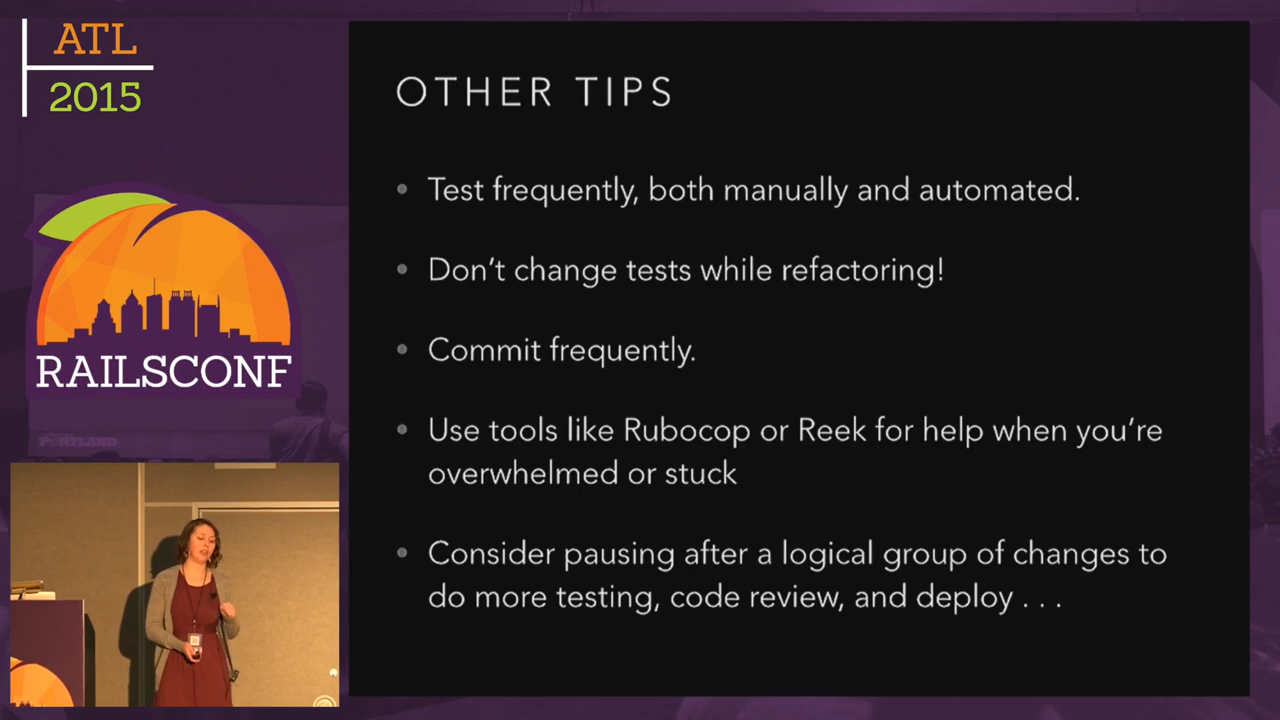 ATL
2015
RAILSCONF
PORTLAND
OTHER TIPS
• Test frequently, both manually and automated.
• Don't change tests while refactoring!
• Commit frequently.
• Use tools like Rubocop or Reek for help when you're
overwhelmed or stuck
• Consider pausing after a logical group of changes to
do more testing, code review, and deploy . . .